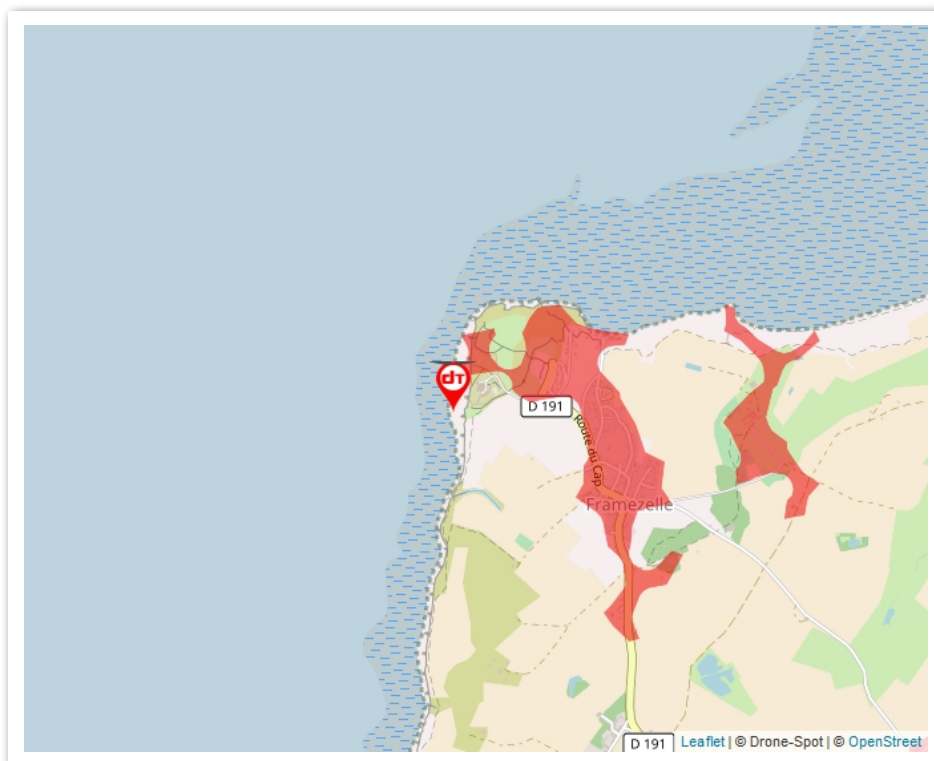 dT
D 191
Route du Cap
Framezelle
D 191
Leaflet | © Drone-Spot | © OpenStreet